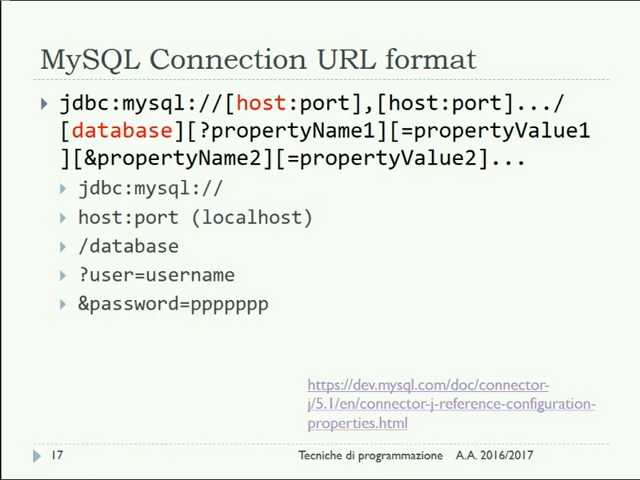 MySQL Connection URL format
jdbc:mysql://[host:port],[host:port].../
[database][?propertyName1][=propertyValue1
][&propertyName2][=propertyValue2]...
jdbc:mysql://
host:port (localhost)
/database
?user=username
&password=ppppppp
https://dev.mysql.com/doc/connector-
j/5.1/en/connector-j-reference-configuration-
properties.html
17 Tecniche di programmazione A.A. 2016/2017